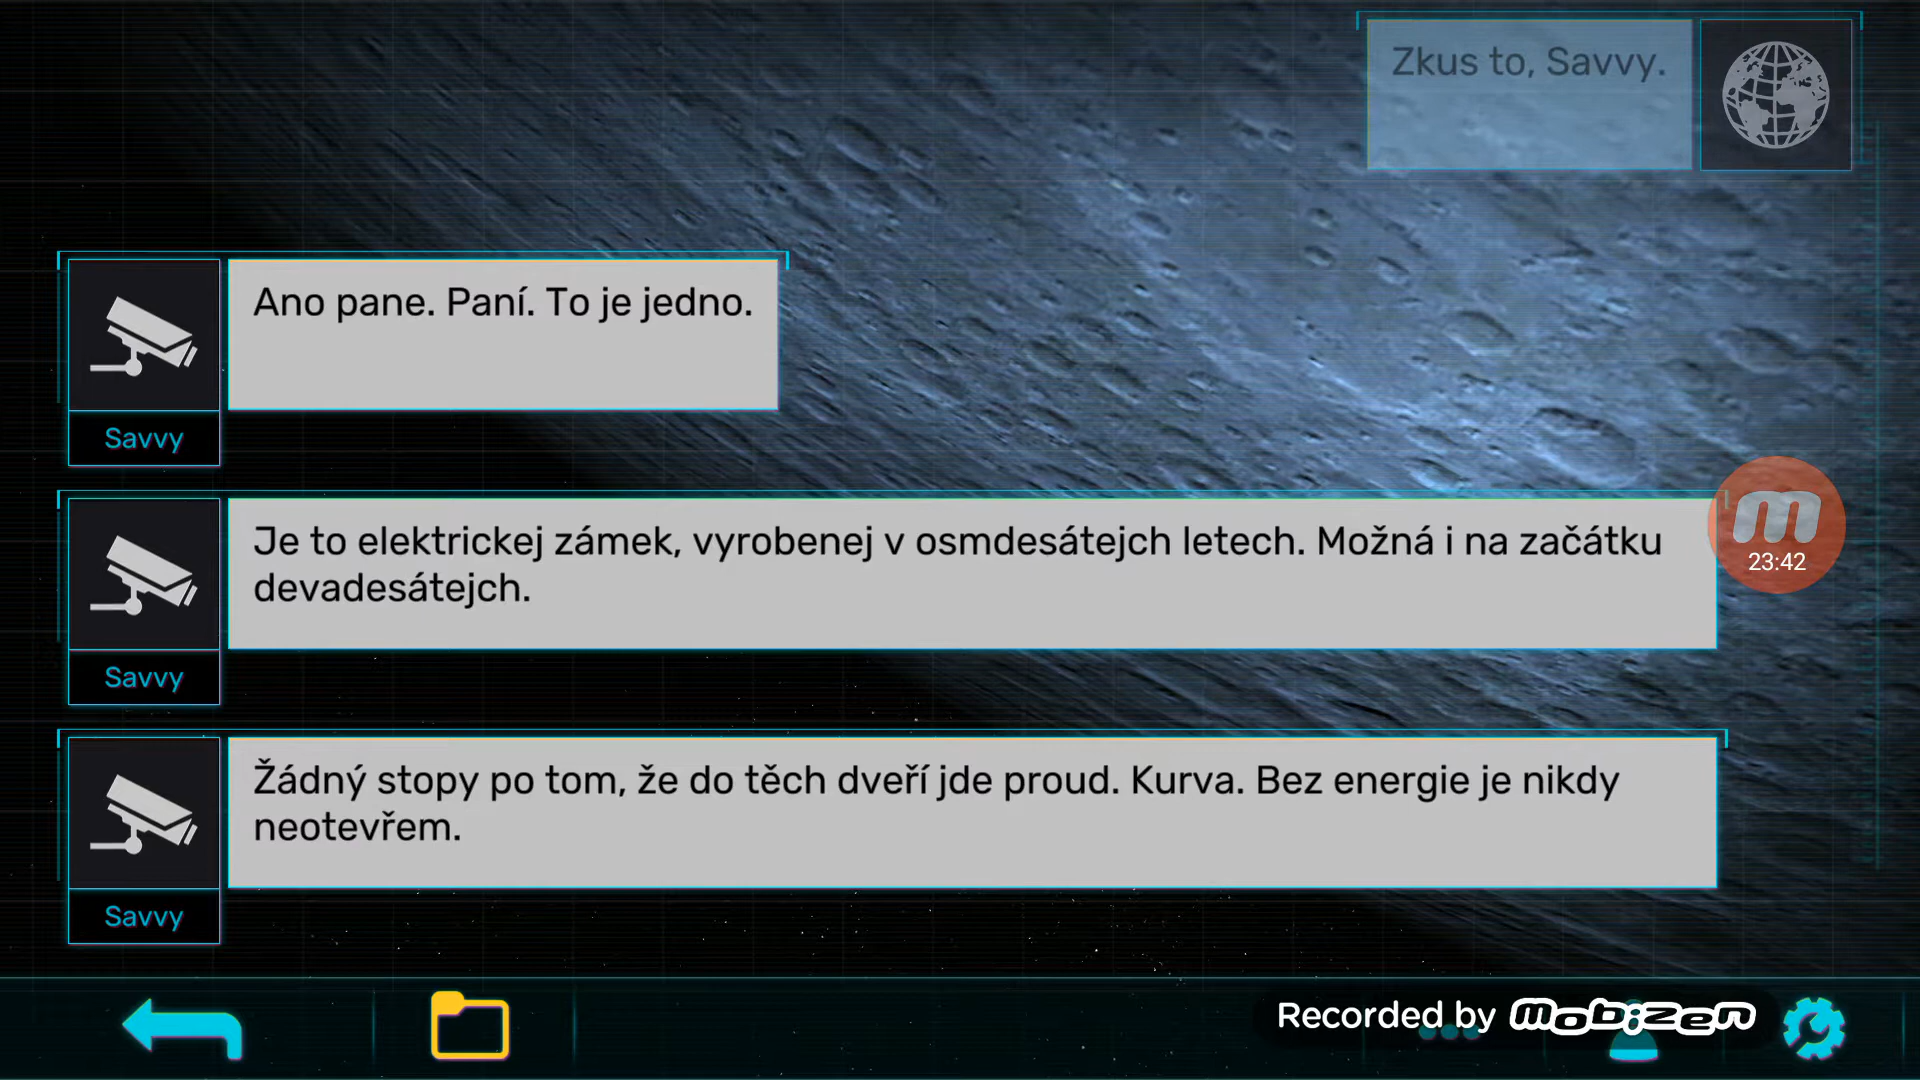 Zkus to, Savvy.
Ano pane. Paní. To je jedno.
Savvy
Je to elektrickej zámek, vyrobenej v osmdesátejch letech. Možná i na začátku
devadesátejch.
23:42
Savvy
Žádný stopy po tom, že do těch dveří jde proud. Kurva. Bez energie je nikdy
neotevřem.
Savvy
Recorded by mobizen